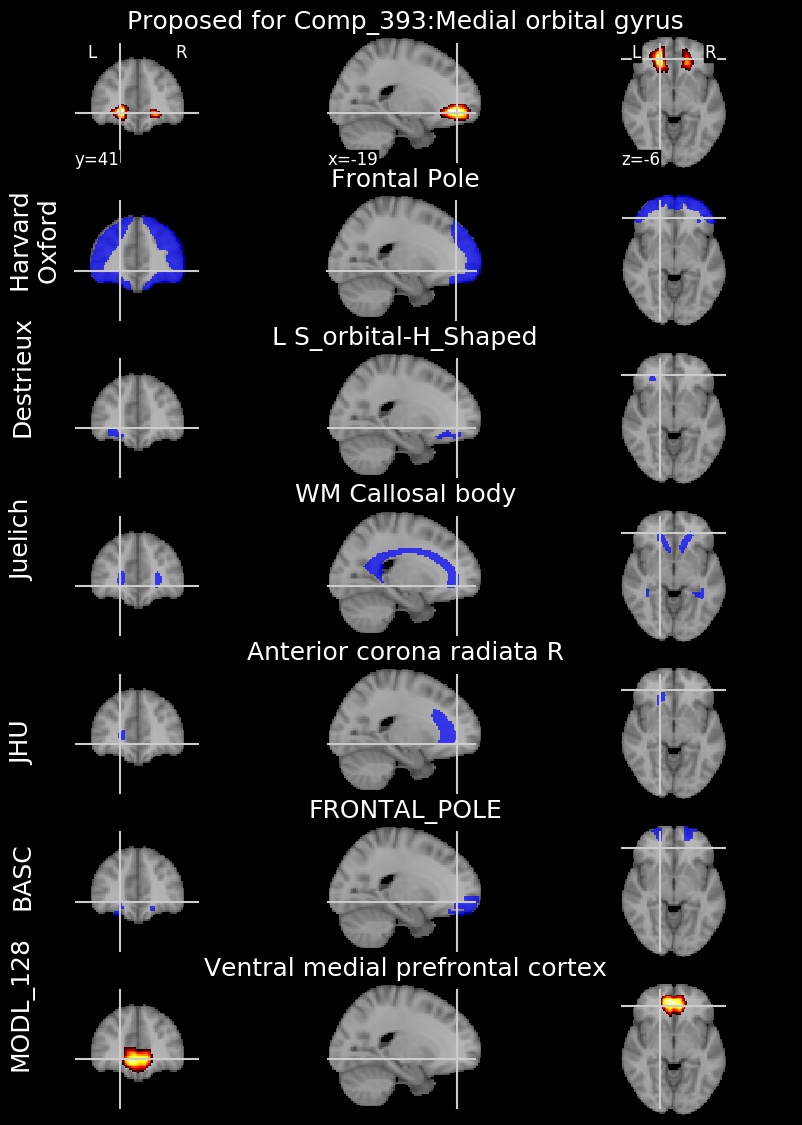 Proposed for Comp_393:Medial orbital gyrus
L R
L R
y=41
x=-19
z=-6
Harvard
Oxford
Frontal Pole
Destrieux
L S_orbital-H_Shaped
Juelich
WM Callosal body
JHU
Anterior corona radiata R
BASC
FRONTAL_POLE
MODL_128
Ventral medial prefrontal cortex